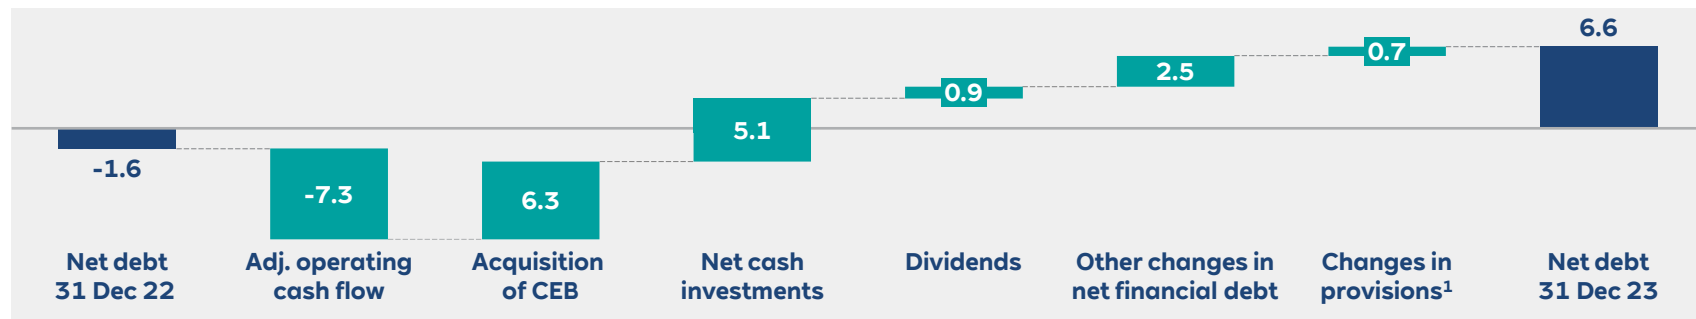 6.6
0.7
2.5
0.9
5.1
-1.6
-7.3
6.3
Net debt
31 Dec 22
Adj. operating
cash flow
Acquisition
of CEB
Net cash
investments
Dividends
Other changes in
net financial debt
Changes in
provisions¹
Net debt
31 Dec 23